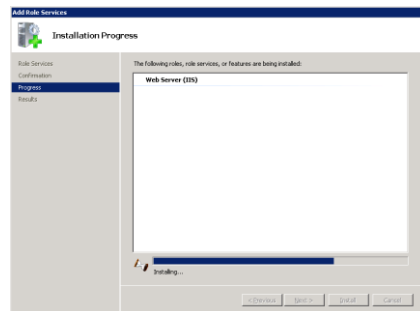 Add Role Services
Installation Progress
Role Services
Confirmation
Progress
Results
The following roles, role services, or features are being installed:
Web Server (IIS)
Installing...
< Previous
Next >
Install
Cancel